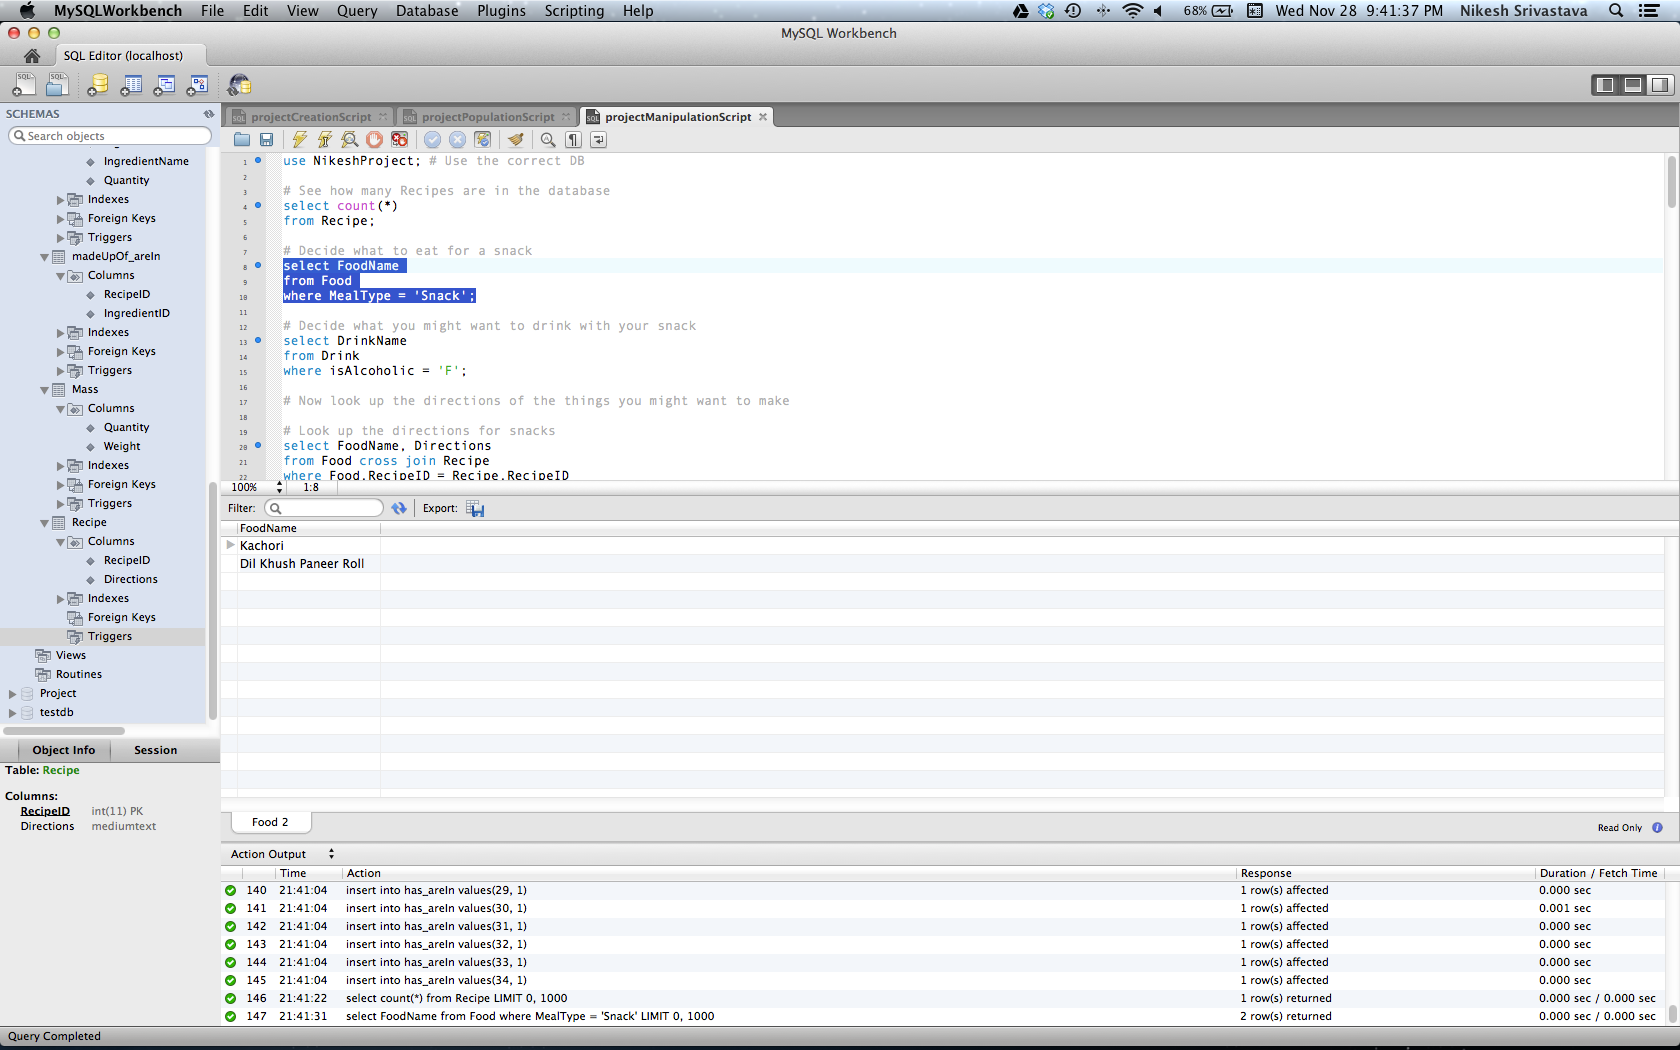 MySQLWorkbench File Edit View Query Database Plugins Scripting Help 68% Wed Nov 28 9:41:37 PM Nikesh Srivastava
MySQL Workbench
SQL Editor (localhost)
SCHEMAS
Search objects
IngredientName
Quantity
Indexes
Foreign Keys
Triggers
madeUpOf_areIn
Columns
RecipeID
IngredientID
Indexes
Foreign Keys
Triggers
Mass
Columns
Quantity
Weight
Indexes
Foreign Keys
Triggers
Recipe
Columns
RecipeID
Directions
Indexes
Foreign Keys
Triggers
Views
Routines
Project
testdb
Object Info Session
Table: Recipe
Columns:
RecipeID int(11) PK
Directions mediumtext
projectCreationScript projectPopulationScript projectManipulationScript
1 use NikeshProject; # Use the correct DB
2
3 # See how many Recipes are in the database
4 select count(*)
5 from Recipe;
6
7 # Decide what to eat for a snack
8 select FoodName
9 from Food
10 where MealType = 'Snack';
11
12 # Decide what you might want to drink with your snack
13 select DrinkName
14 from Drink
15 where isAlcoholic = 'F';
16
17 # Now look up the directions of the things you might want to make
18
19 # Look up the directions for snacks
20 select FoodName, Directions
21 from Food cross join Recipe
22 where Food.RecipeID = Recipe.RecipeID
100% 1:8
Filter: Export:
FoodName
Kachori
Dil Khush Paneer Roll
Food 2
Read Only
Action Output
Time Action Response Duration / Fetch Time
140 21:41:04 insert into has_areIn values(29, 1) 1 row(s) affected 0.000 sec
141 21:41:04 insert into has_areIn values(30, 1) 1 row(s) affected 0.001 sec
142 21:41:04 insert into has_areIn values(31, 1) 1 row(s) affected 0.000 sec
143 21:41:04 insert into has_areIn values(32, 1) 1 row(s) affected 0.000 sec
144 21:41:04 insert into has_areIn values(33, 1) 1 row(s) affected 0.000 sec
145 21:41:04 insert into has_areIn values(34, 1) 1 row(s) affected 0.000 sec
146 21:41:22 select count(*) from Recipe LIMIT 0, 1000 1 row(s) returned 0.000 sec / 0.000 sec
147 21:41:31 select FoodName from Food where MealType = 'Snack' LIMIT 0, 1000 2 row(s) returned 0.000 sec / 0.000 sec
Query Completed